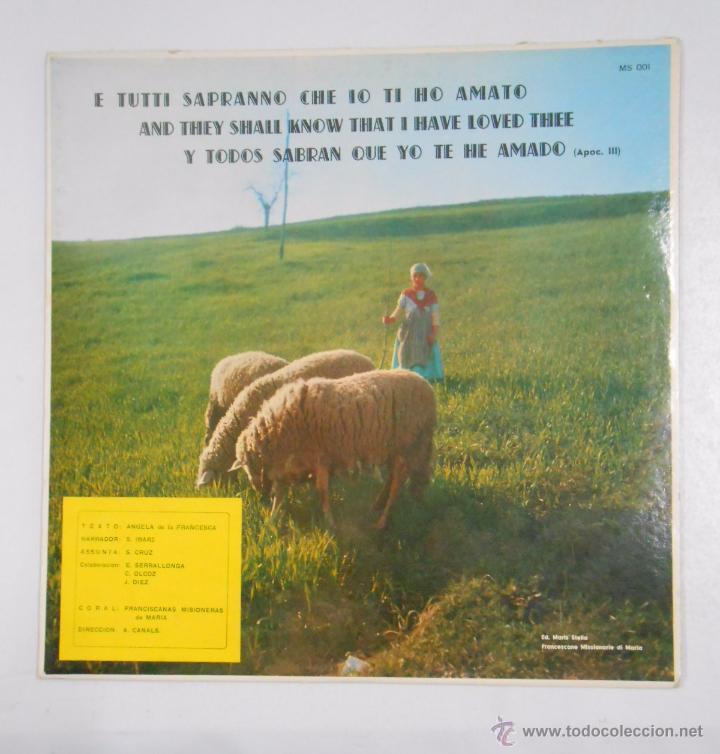 MS 001
E TUTTI SAPRANNO CHE IO TI HO AMATO
AND THEY SHALL KNOW THAT I HAVE LOVED THEE
Y TODOS SABRAN QUE YO TE HE AMADO (Apoc. III)
TEXTO: ANGELA de la FRANCESCA
NARRADOR: S. IBARZ
ASSUNTA: S. CRUZ
Colaboracion: E. SERRALLONGA
C. OLCOZ
J. DIEZ
CORAL: FRANCISCANAS MISIONERAS
de MARIA
DIRECCION: A. CANALS.
Ed. Maris Stella
Francescane Missionarie di Maria
todocoleccion.net